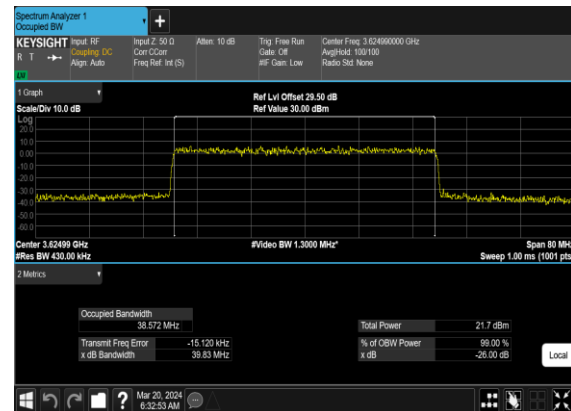 Spectrum Analyzer 1
Occupied BW
+
KEYSIGHT Input: RF Input Z: 50 Ω Atten: 10 dB Trig: Free Run Center Freq: 3.624990000 GHz
R T Coupling: DC Corr CCorr Gate: Off Avg|Hold: 100/100
Align: Auto Freq Ref: Int (S) #IF Gain: Low Radio Std: None
LW
1 Graph
Ref Lvl Offset 29.50 dB
Scale/Div 10.0 dB Ref Value 30.00 dBm
Log
20.0
10.0
0.00
-10.0
-20.0
-30.0
-40.0
-50.0
-60.0
Center 3.62499 GHz #Video BW 1.3000 MHz* Span 80 MHz
#Res BW 430.00 kHz Sweep 1.00 ms (1001 pts
2 Metrics
Occupied Bandwidth
38.572 MHz Total Power 21.7 dBm
Transmit Freq Error -15.120 kHz % of OBW Power 99.00 %
x dB Bandwidth 39.83 MHz x dB -26.00 dB
Local
? Mar 20, 2024
6:32:53 AM